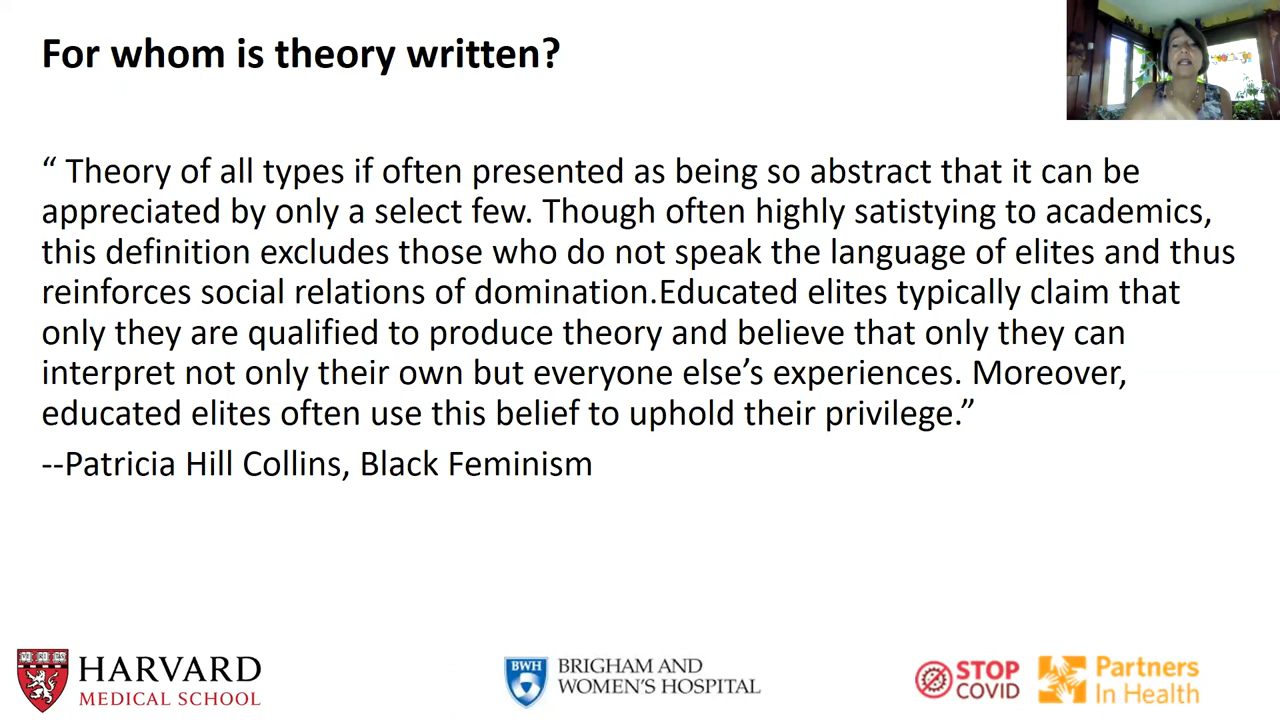 For whom is theory written?
“ Theory of all types if often presented as being so abstract that it can be
appreciated by only a select few. Though often highly satistying to academics,
this definition excludes those who do not speak the language of elites and thus
reinforces social relations of domination.Educated elites typically claim that
only they are qualified to produce theory and believe that only they can
interpret not only their own but everyone else’s experiences. Moreover,
educated elites often use this belief to uphold their privilege.”
--Patricia Hill Collins, Black Feminism
HARVARD
MEDICAL SCHOOL
BWH
BRIGHAM AND
WOMEN'S HOSPITAL
STOP
COVID
Partners
In Health